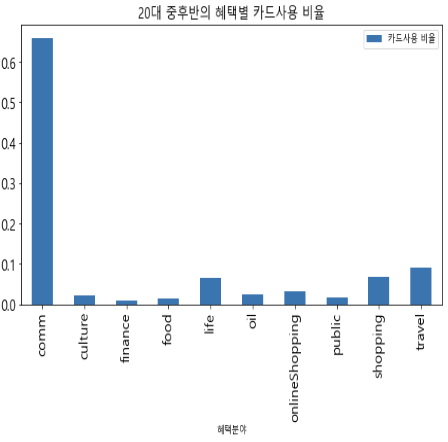 20대 중후반의 혜택별 카드사용 비율
카드사용 비율
0.6
0.5
0.4
0.3
0.2
0.1
0.0
comm
culture
finance
food
life
oil
onlineShopping
public
shopping
travel
혜택분야